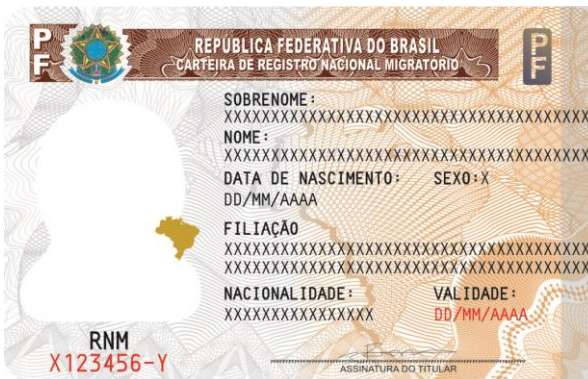 PF
REPÚBLICA FEDERATIVA DO BRASIL
PF
CARTEIRA DE REGISTRO NACIONAL MIGRATÓRIO
SOBRENOME:
XXXXXXXXXXXXXXXXXXXXXXXXXXXXXXXXXXXXXX
NOME:
XXXXXXXXXXXXXXXXXXXXXXXXXXXXXXXXXXXXXX
DATA DE NASCIMENTO: SEXO:X
DD/MM/AAAA
FILIAÇÃO
XXXXXXXXXXXXXXXXXXXXXXXXXXXXXXXXXXXXXX
XXXXXXXXXXXXXXXXXXXXXXXXXXXXXXXXXXXXXX
NACIONALIDADE: VALIDADE:
XXXXXXXXXXXXXXXX DD/MM/AAAA
RNM
X123456-Y
ASSINATURA DO TITULAR